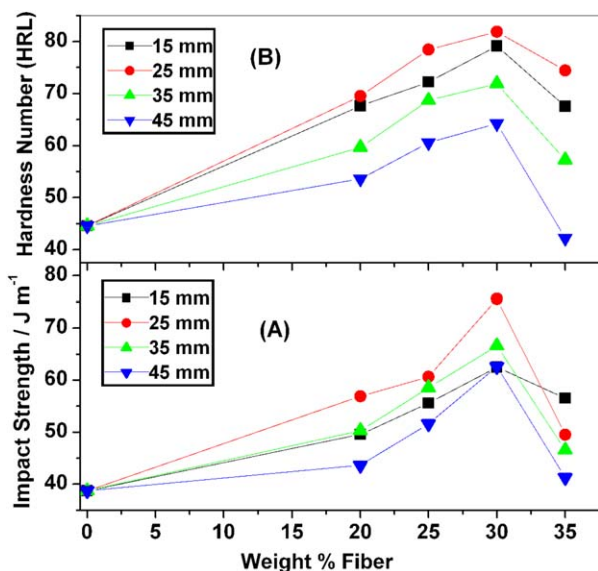 Hardness Number (HRL)
80
70
60
50
40
15 mm
25 mm
35 mm
45 mm
(B)
Impact Strength / J m-1
80
70
60
50
40
15 mm
25 mm
35 mm
45 mm
(A)
0 5 10 15 20 25 30 35
Weight % Fiber